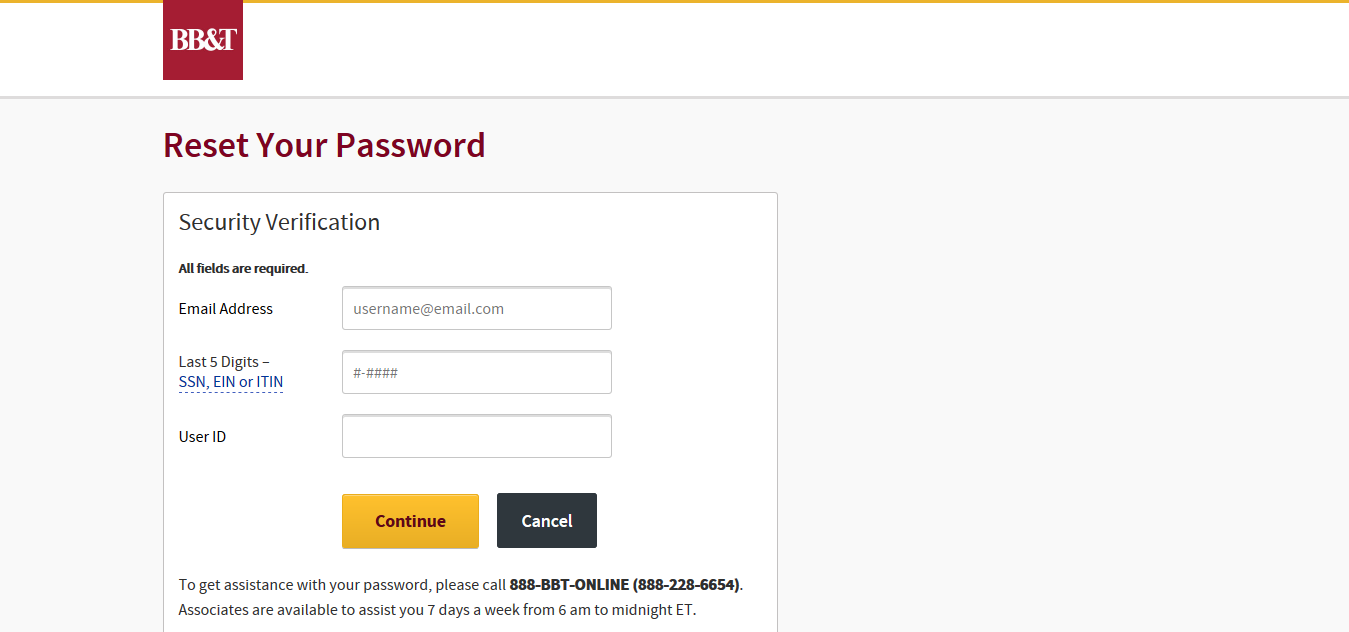 BB&T
Reset Your Password
Security Verification
All fields are required.
Email Address
username@email.com
Last 5 Digits –
SSN, EIN or ITIN
#-####
User ID
Continue
Cancel
To get assistance with your password, please call 888-BBT-ONLINE (888-228-6654).
Associates are available to assist you 7 days a week from 6 am to midnight ET.